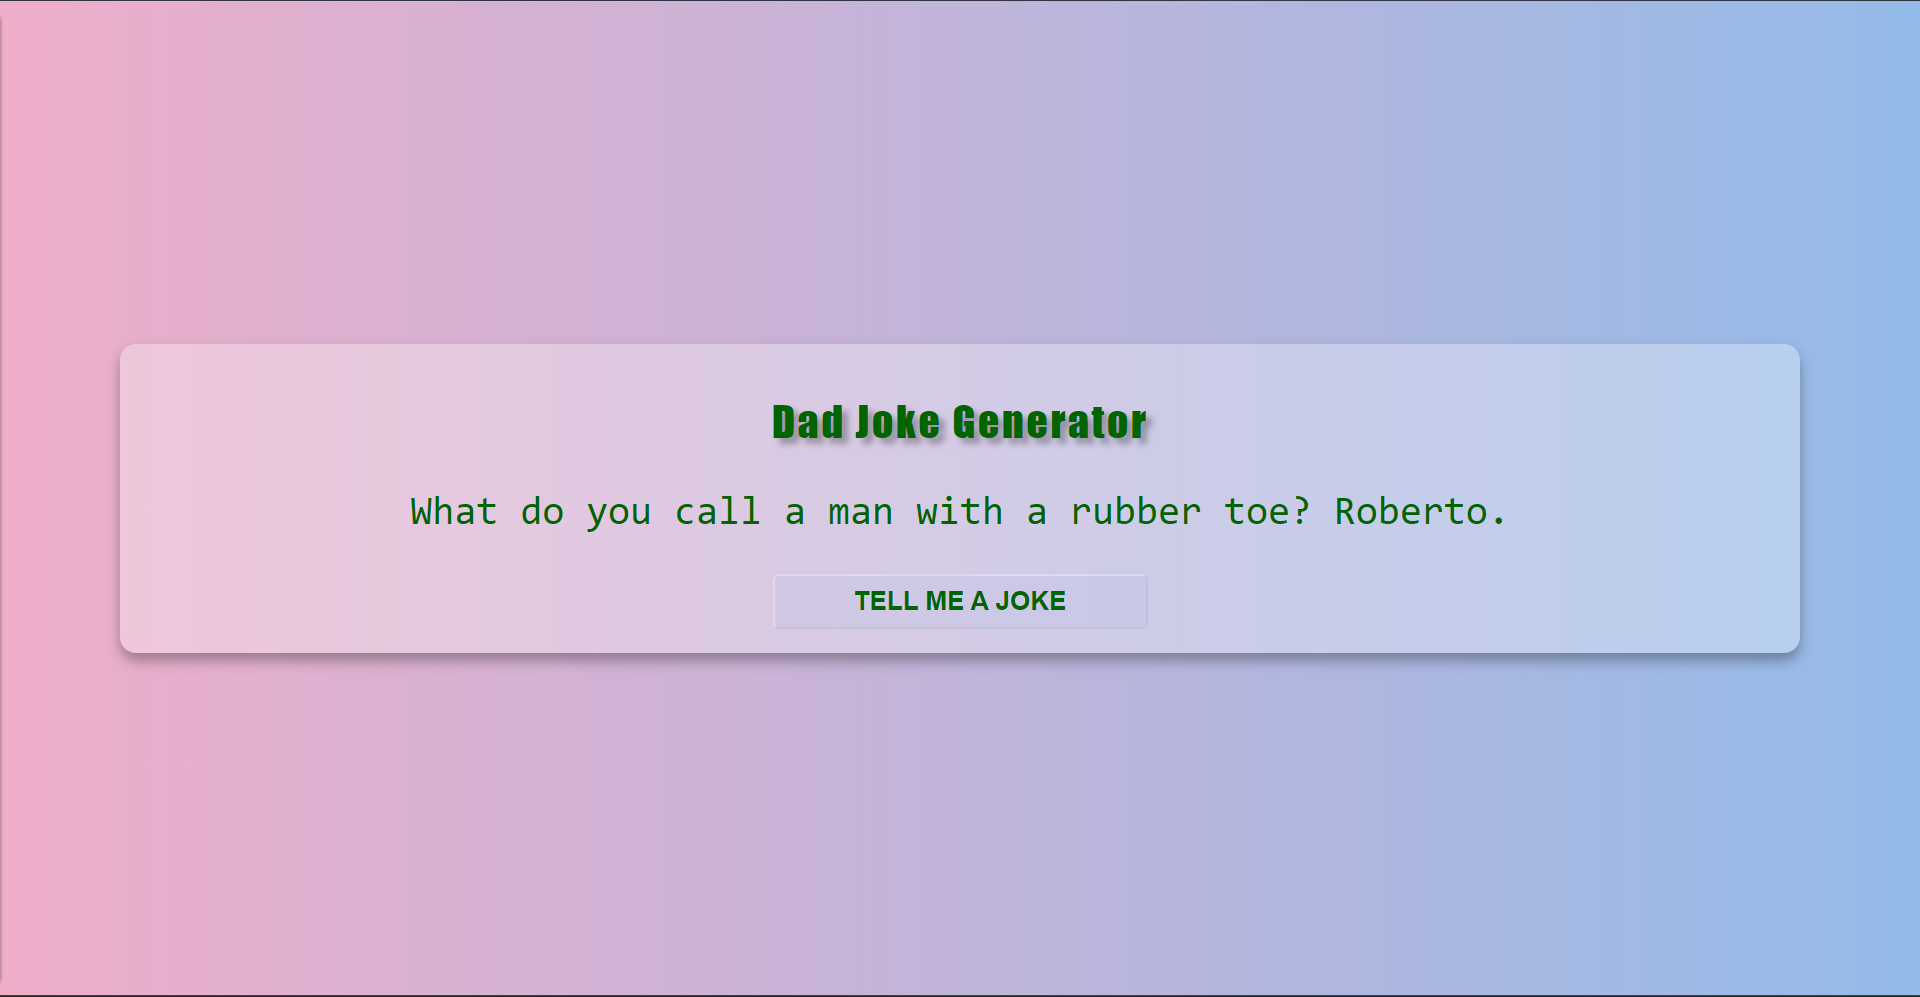 Dad Joke Generator
What do you call a man with a rubber toe? Roberto.
TELL ME A JOKE